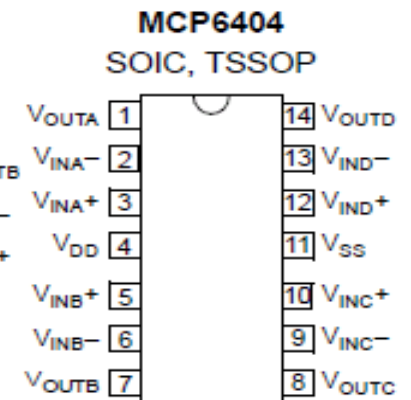 MCP6404
SOIC, TSSOP
VOUTA 1 14 VOUTD
VINA– 2 13 VIND–
TB
VINA+ 3 12 VIND+
–
VDD 4 11 VSS
+
VINB+ 5 10 VINC+
VINB– 6 9 VINC–
VOUTB 7 8 VOUTC